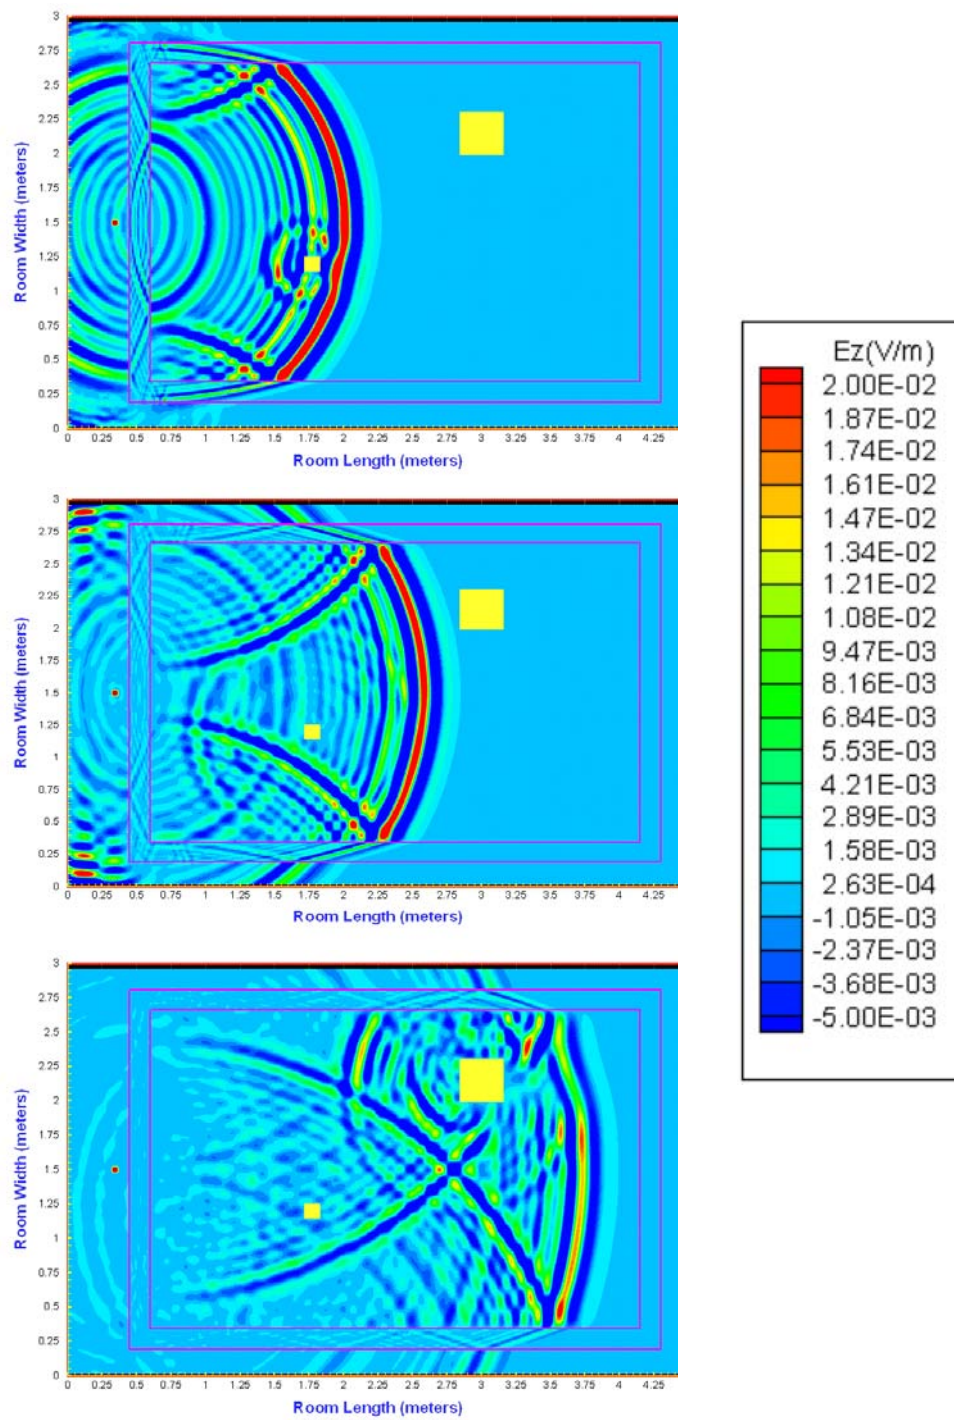 3
2.75
2.5
2.25
2
1.75
1.5
1.25
1
0.75
0.5
0.25
0
Room Width (meters)
0 0.25 0.5 0.75 1 1.25 1.5 1.75 2 2.25 2.5 2.75 3 3.25 3.5 3.75 4 4.25
Room Length (meters)
3
2.75
2.5
2.25
2
1.75
1.5
1.25
1
0.75
0.5
0.25
0
Room Width (meters)
0 0.25 0.5 0.75 1 1.25 1.5 1.75 2 2.25 2.5 2.75 3 3.25 3.5 3.75 4 4.25
Room Length (meters)
3
2.75
2.5
2.25
2
1.75
1.5
1.25
1
0.75
0.5
0.25
0
Room Width (meters)
0 0.25 0.5 0.75 1 1.25 1.5 1.75 2 2.25 2.5 2.75 3 3.25 3.5 3.75 4 4.25
Room Length (meters)
Ez(V/m)
2.00E-02
1.87E-02
1.74E-02
1.61E-02
1.47E-02
1.34E-02
1.21E-02
1.08E-02
9.47E-03
8.16E-03
6.84E-03
5.53E-03
4.21E-03
2.89E-03
1.58E-03
2.63E-04
-1.05E-03
-2.37E-03
-3.68E-03
-5.00E-03